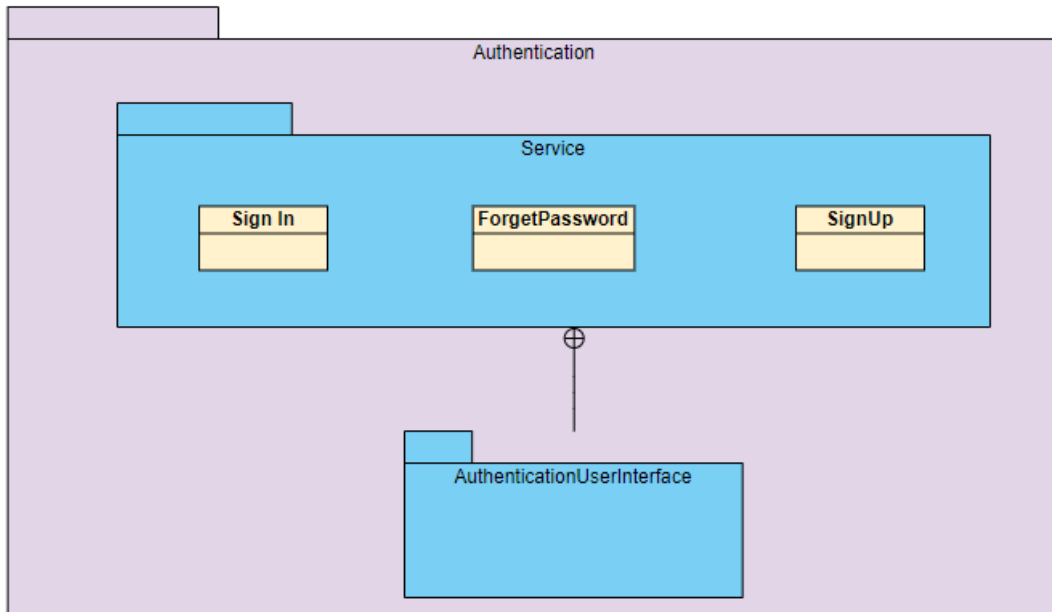 Authentication
Service
Sign In
ForgetPassword
SignUp
AuthenticationUserInterface